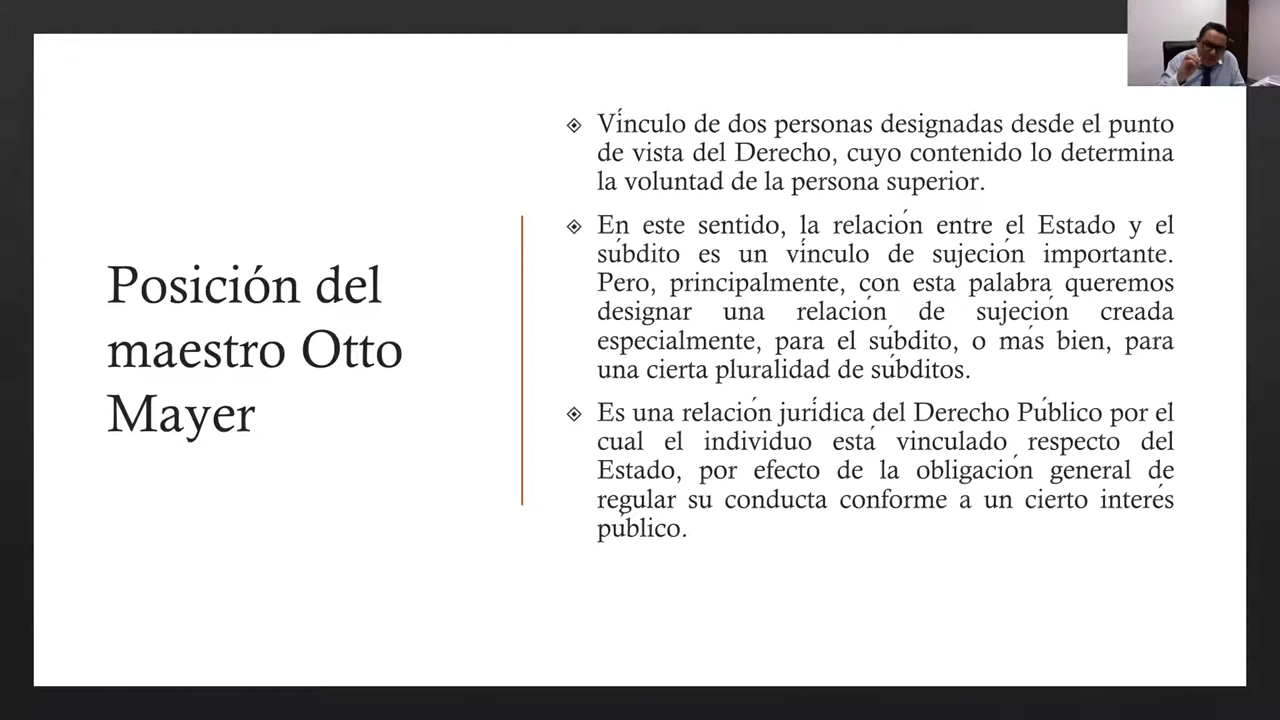 Posición del
maestro Otto
Mayer
Vínculo de dos personas designadas desde el punto
de vista del Derecho, cuyo contenido lo determina
la voluntad de la persona superior.
En este sentido, la relación entre el Estado y el
súbdito es un vínculo de sujeción importante.
Pero, principalmente, con esta palabra queremos
designar una relación de sujeción creada
especialmente, para el súbdito, o más bien, para
una cierta pluralidad de súbditos.
Es una relación jurídica del Derecho Público por el
cual el individuo está vinculado respecto del
Estado, por efecto de la obligación general de
regular su conducta conforme a un cierto interés
público.